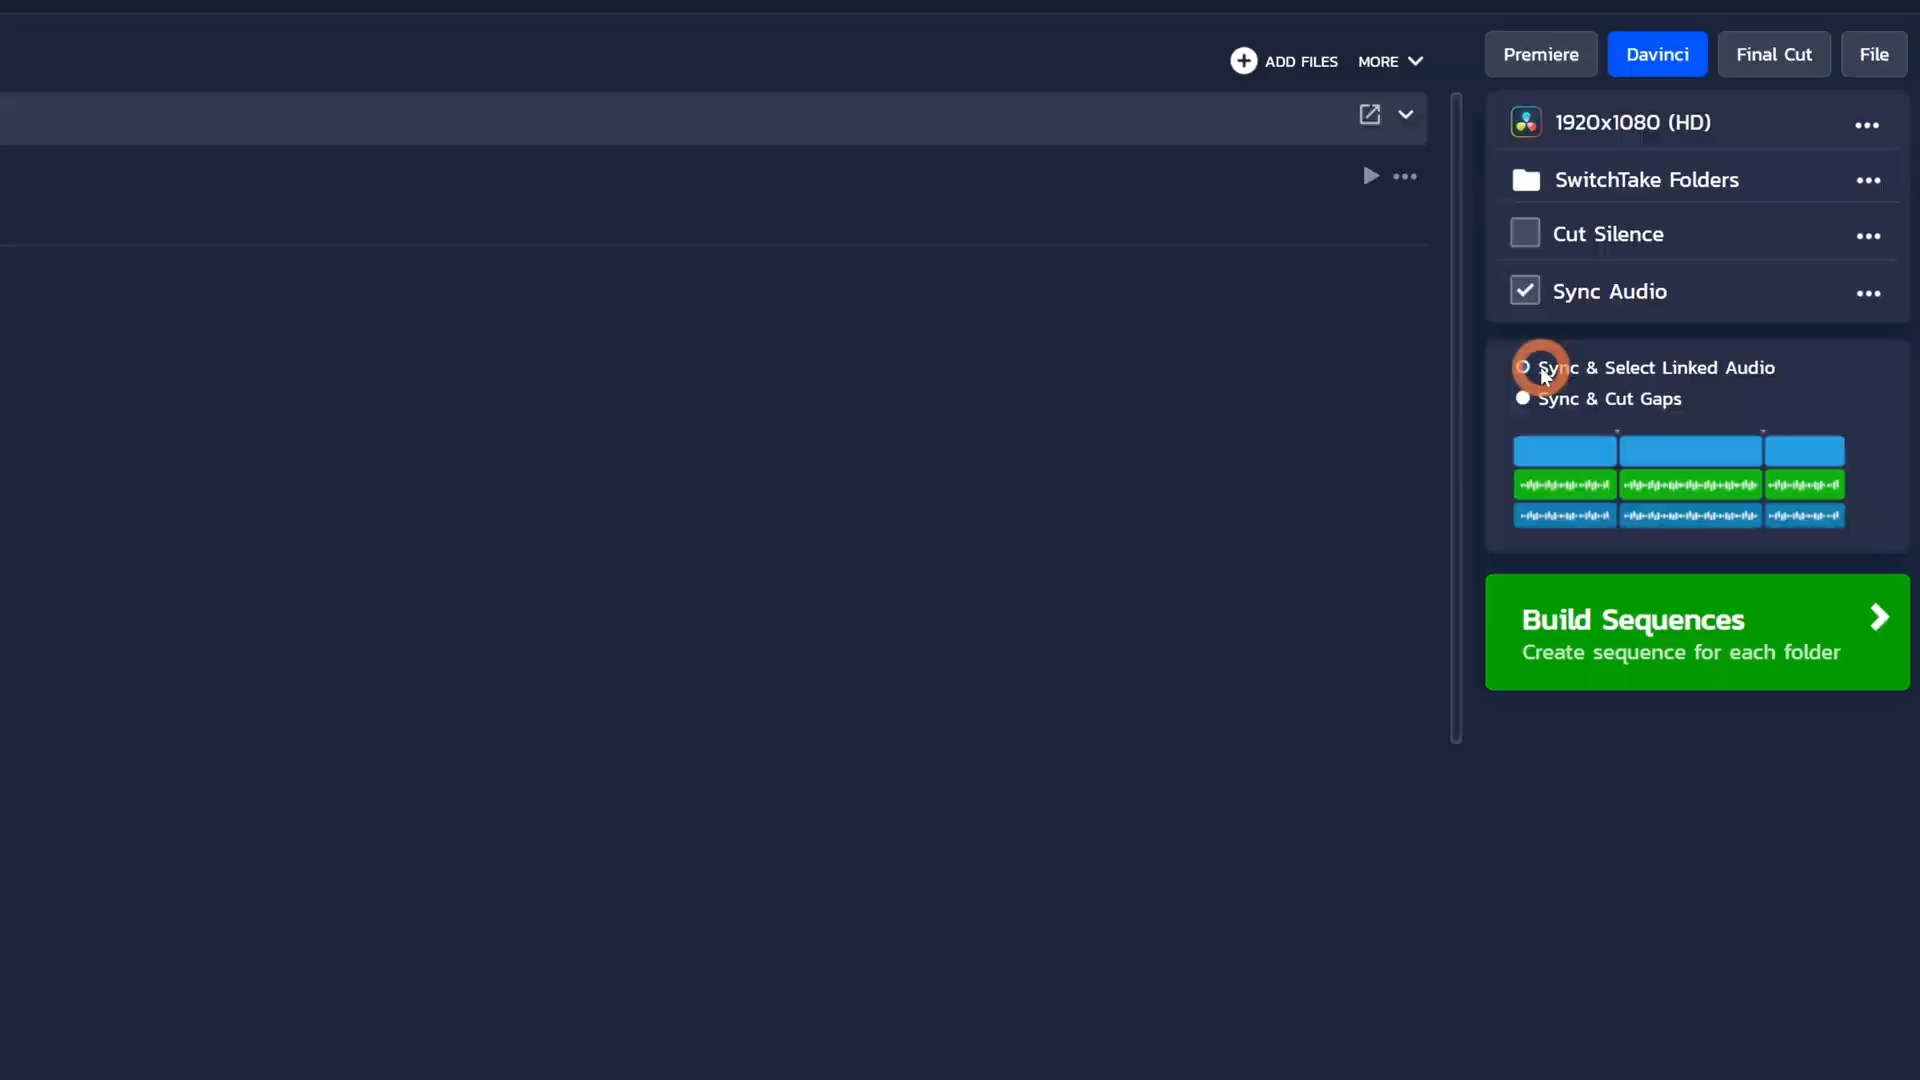 ADD FILES MORE
Premiere Davinci Final Cut File
1920x1080 (HD)
SwitchTake Folders
Cut Silence
Sync Audio
Sync & Select Linked Audio
Sync & Cut Gaps
Build Sequences
Create sequence for each folder